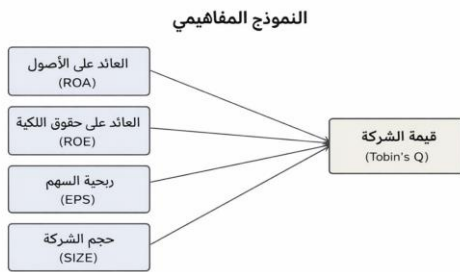 النموذج المفاهيمي
العائد على الأصول
(ROA)
العائد على حقوق اللكية
(ROE)
ربحية السهم
(EPS)
حجم الشركة
(SIZE)
قيمة الشركة
(Tobin's Q)